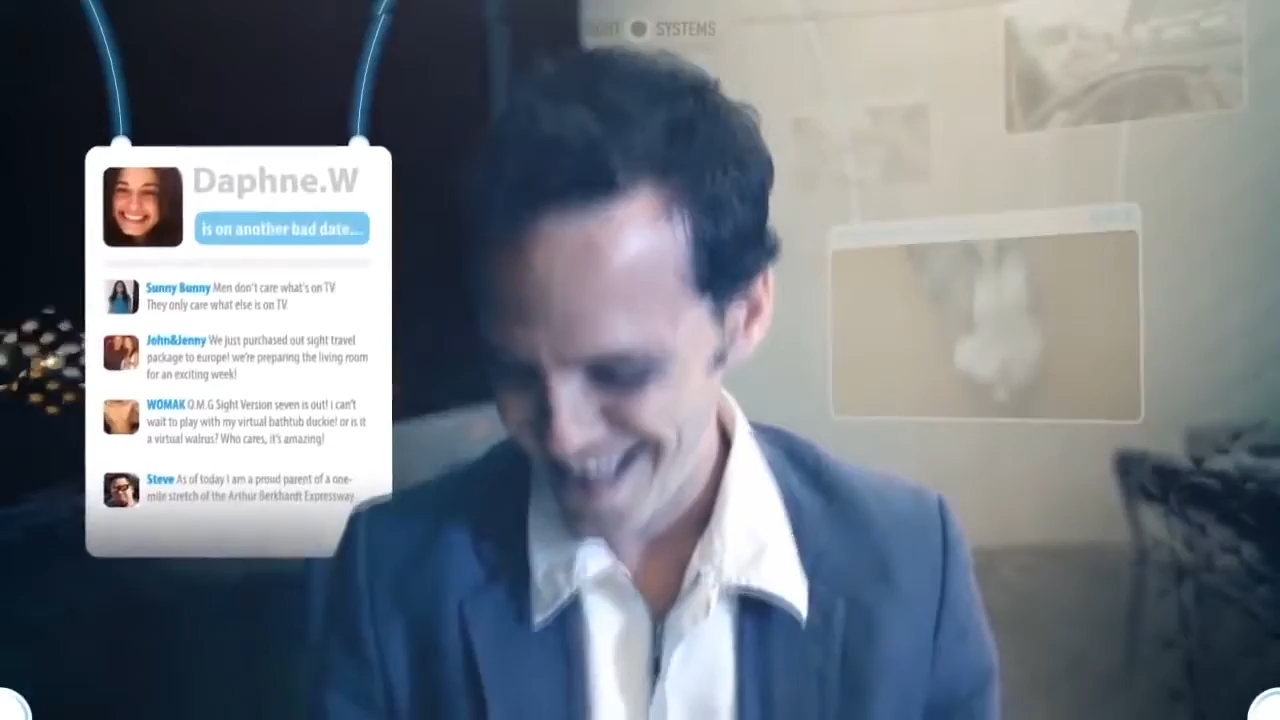 SYSTEMS
Daphne.W
is on another bad date...
Sunny Bunny Men don't care what's on TV
They only care what else is on TV
John&Jenny We just purchased out sight travel
package to europe! we're preparing the living room
for an exciting week!
WOMAK O.M.G Sight Version seven is out! i can't
wait to play with my virtual bathtub duckie! or is it
a virtual walrus? Who cares, it's amazing!
Steve As of today I am a proud parent of a one-
mile stretch of the Arthur Berkhardt Expressway